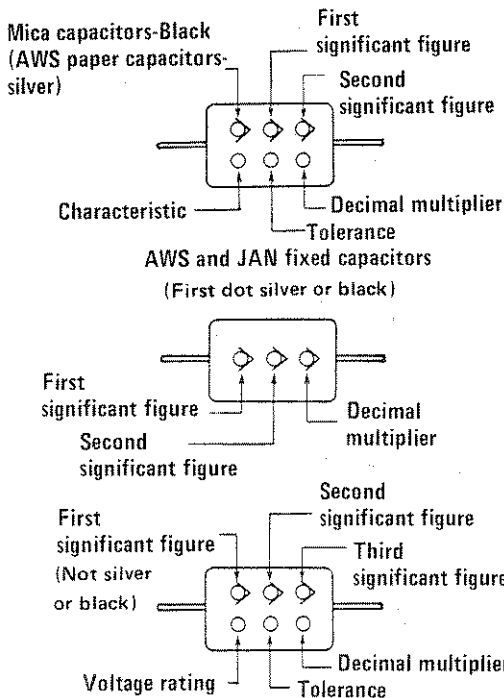 Mica capacitors-Black
(AWS paper capacitors-
silver)
First
significant figure
Second
significant figure
Characteristic
Decimal multiplier
Tolerance
AWS and JAN fixed capacitors
(First dot silver or black)
First
significant figure
Second
significant figure
Decimal
multiplier
First
significant figure
(Not silver
or black)
Second
significant figure
Third
significant figure
Voltage rating
Tolerance
Decimal multiplier